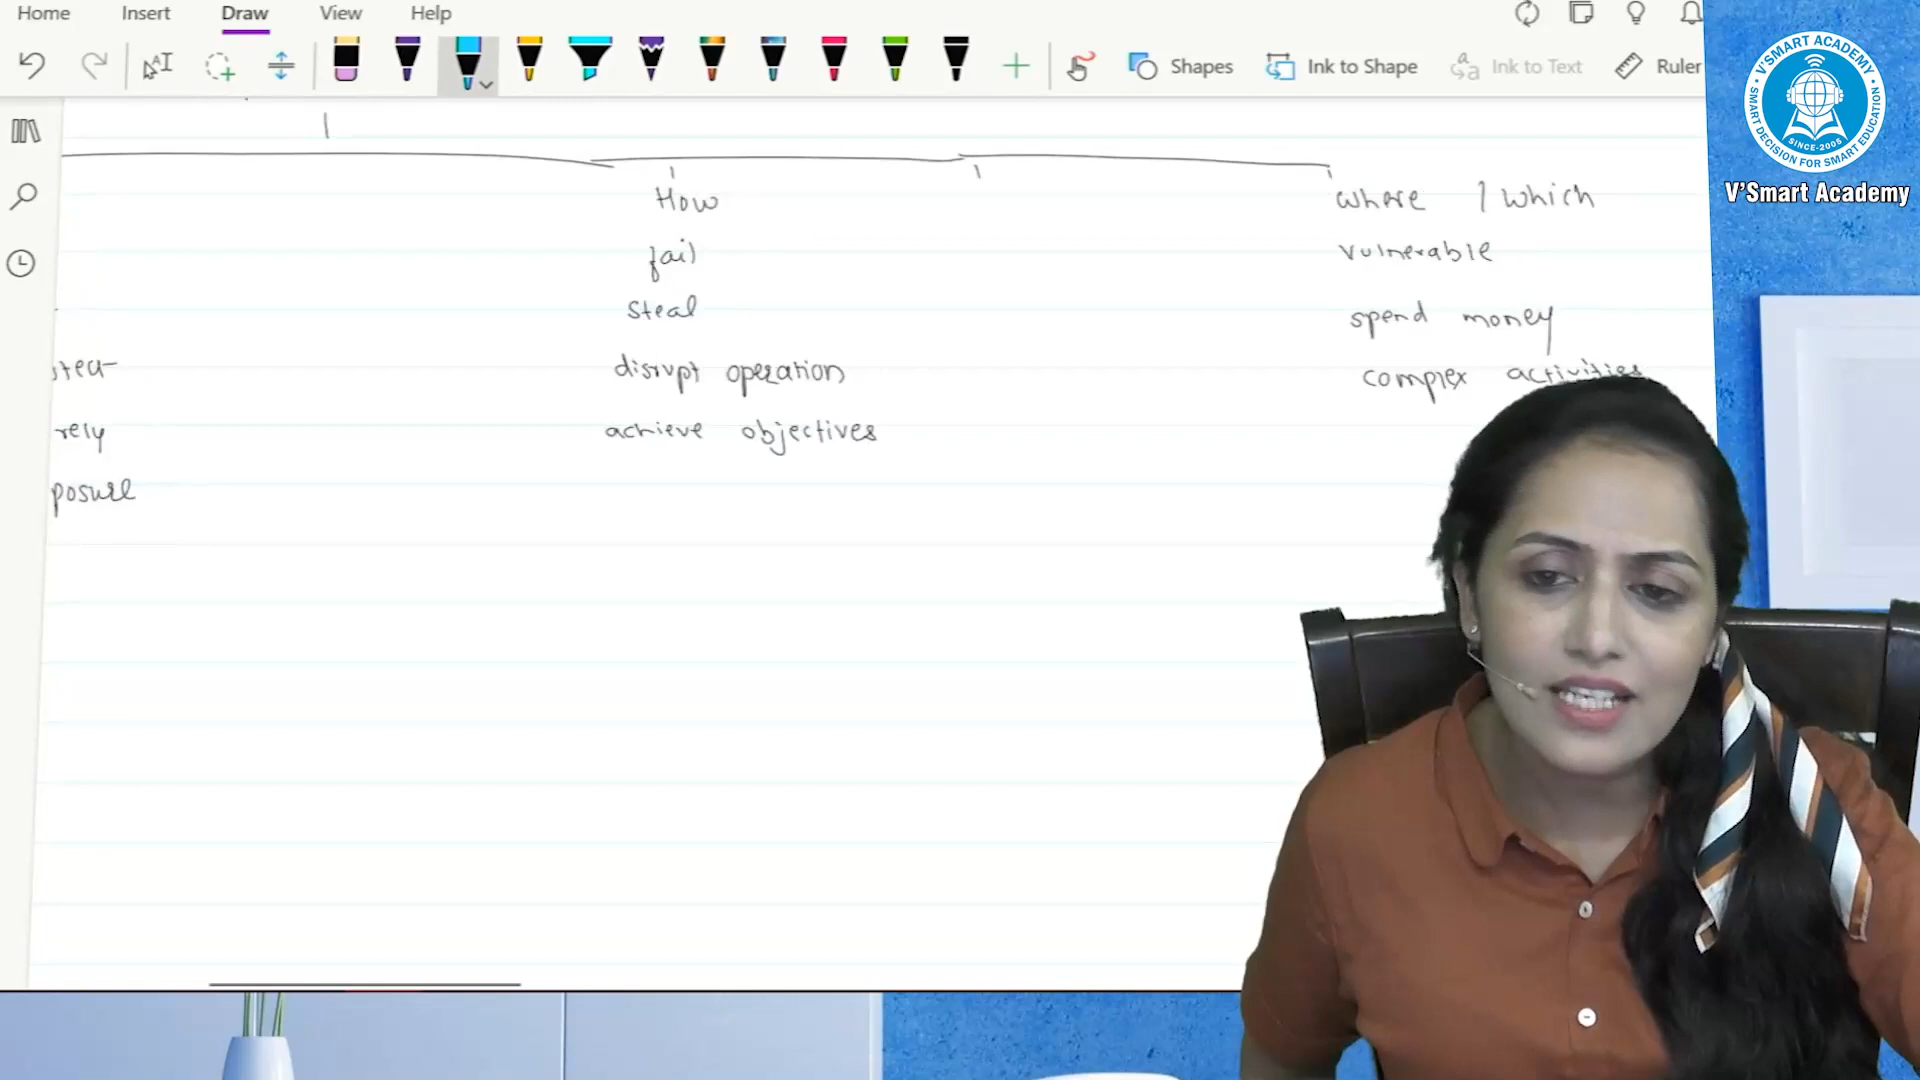 Home Insert Draw View Help
Shapes Ink to Shape Ink to Text Ruler
V'SMART ACADEMY
SMART DECISION FOR SMART EDUCATION
SINCE-2005
V'Smart Academy
How
where / which
fail
vulnerable
steal
spend money
disrupt operation
complex activities
rely
achieve objectives
posure